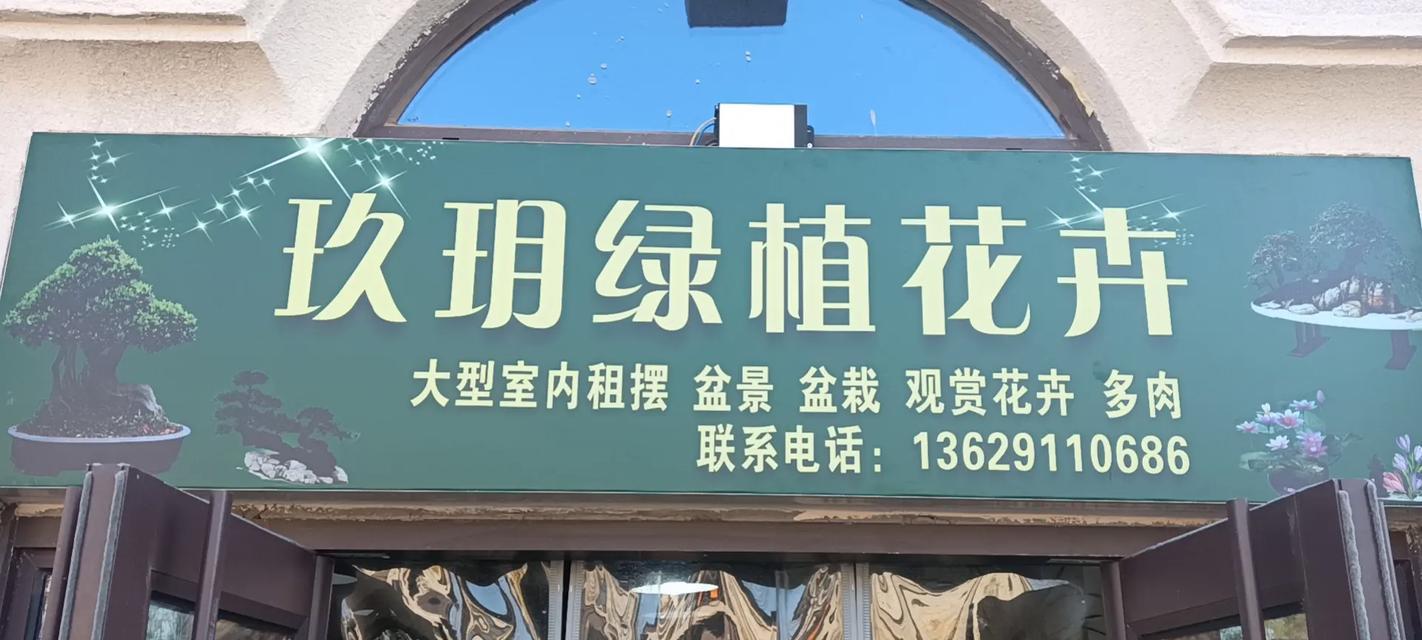 玖玥绿植花卉
大型室内租摆 盆景 盆栽 观赏花卉 多肉
联系电话：13629110686